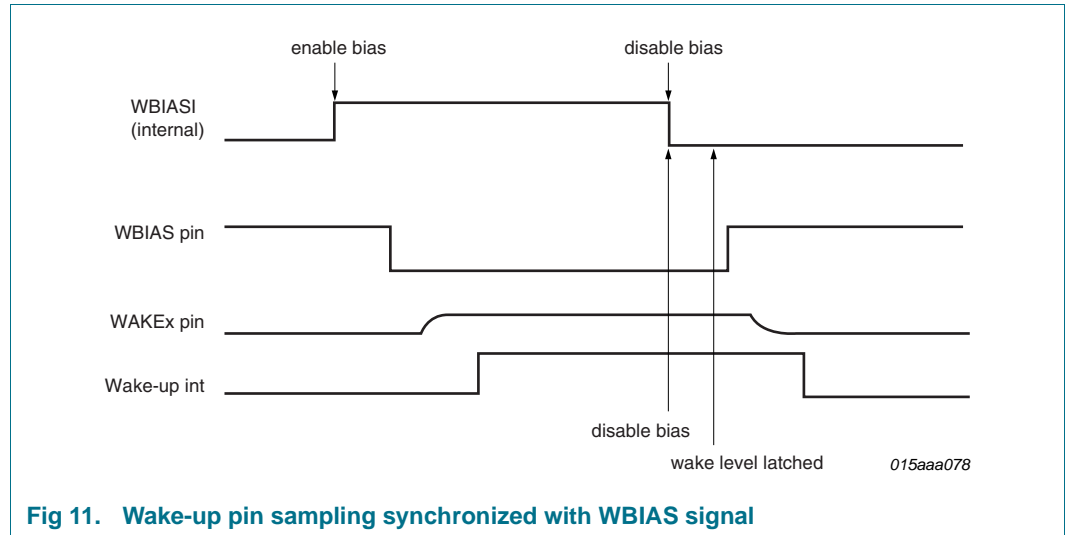 enable bias
disable bias
WBIASI
(internal)
WBIAS pin
WAKEx pin
Wake-up int
disable bias
wake level latched
015aaa078
Fig 11. Wake-up pin sampling synchronized with WBIAS signal